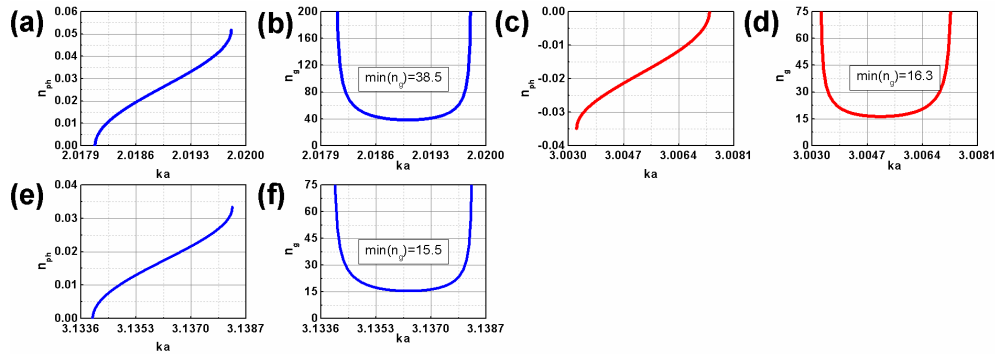 (a)
0.06
0.05
0.04
0.03
0.02
0.01
0.00
n_ph
2.0179 2.0186 2.0193 2.0200
ka
(b)
200
160
120
80
40
0
n_g
min(n_g)=38.5
2.0179 2.0186 2.0193 2.0200
ka
(c)
0.00
-0.01
-0.02
-0.03
-0.04
n_ph
3.0030 3.0047 3.0064 3.0081
ka
(d)
75
60
45
30
15
0
n_g
min(n_g)=16.3
3.0030 3.0047 3.0064 3.0081
ka
(e)
0.04
0.03
0.02
0.01
0.00
n_ph
3.1336 3.1353 3.1370 3.1387
ka
(f)
75
60
45
30
15
0
n_g
min(n_g)=15.5
3.1336 3.1353 3.1370 3.1387
ka